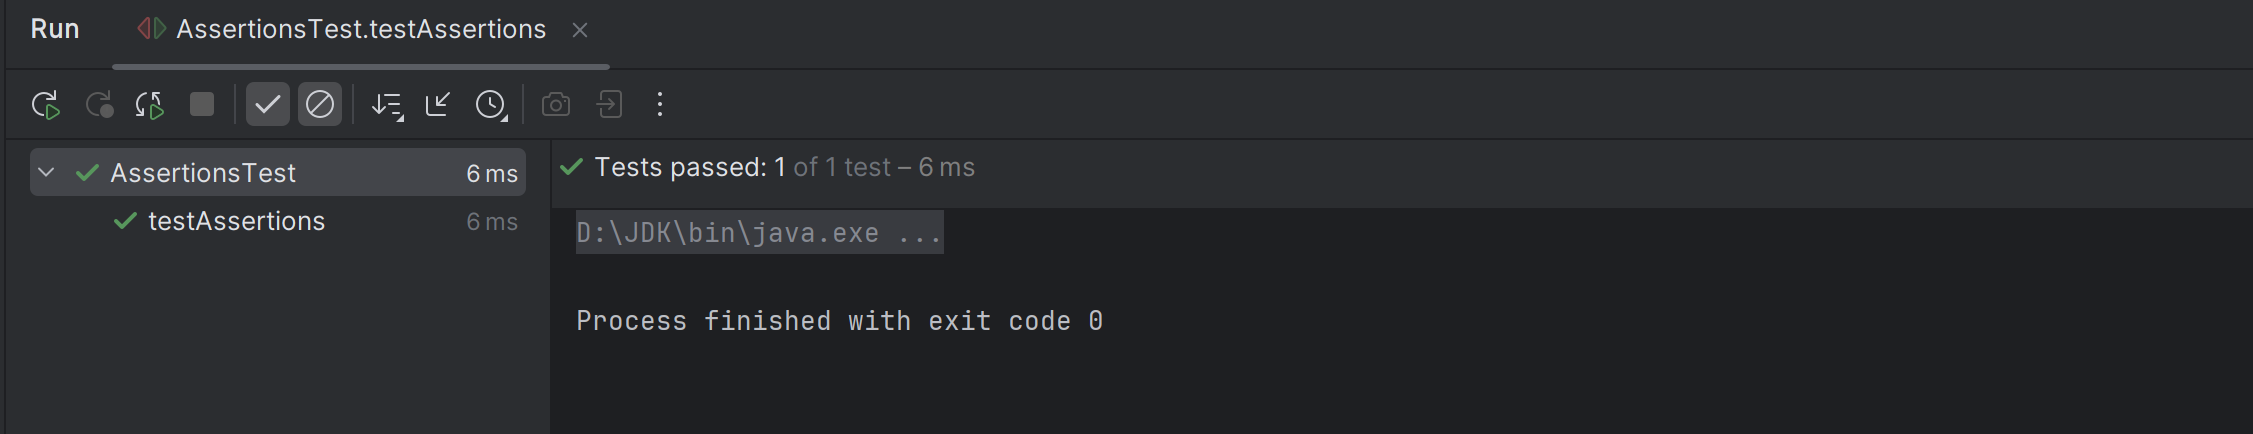 Run AssertionsTest.testAssertions
AssertionsTest 6 ms
testAssertions 6 ms
Tests passed: 1 of 1 test – 6 ms
D:\JDK\bin\java.exe ...
Process finished with exit code 0